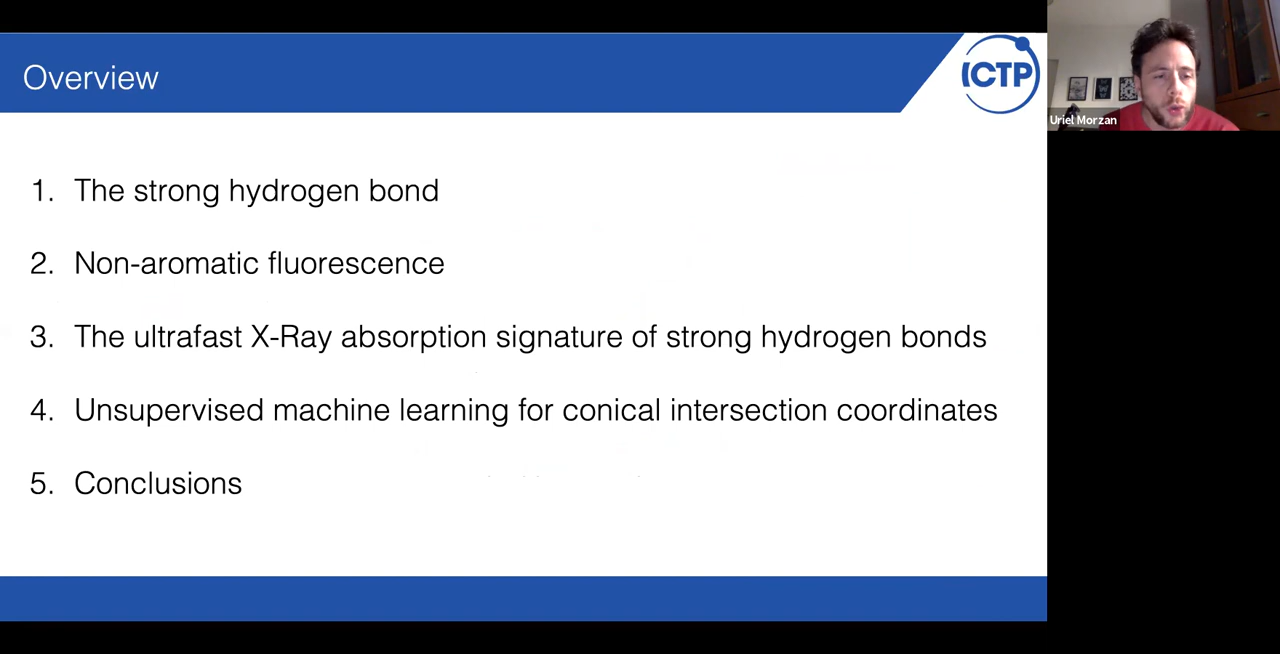 Overview
ICTP
Uriel Morzan
1. The strong hydrogen bond
2. Non-aromatic fluorescence
3. The ultrafast X-Ray absorption signature of strong hydrogen bonds
4. Unsupervised machine learning for conical intersection coordinates
5. Conclusions